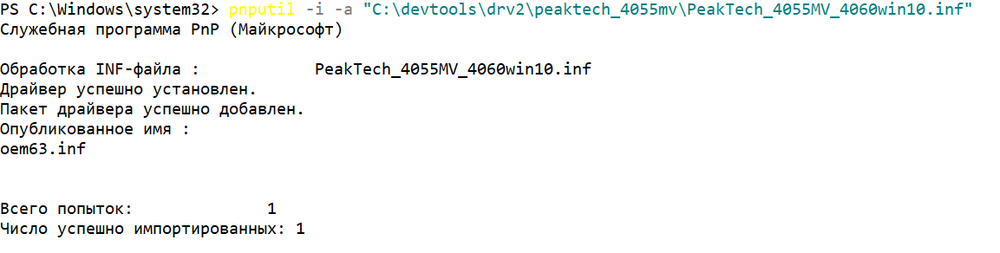 PS C:\Windows\system32> pnputil -i -a "C:\devtools\drv2\peaktech_4055mv\PeakTech_4055MV_4060win10.inf"
Служебная программа PnP (Майкрософт)
Обработка INF-файла :            PeakTech_4055MV_4060win10.inf
Драйвер успешно установлен.
Пакет драйвера успешно добавлен.
Опубликованное имя :
oem63.inf
Всего попыток:              1
Число успешно импортированных: 1